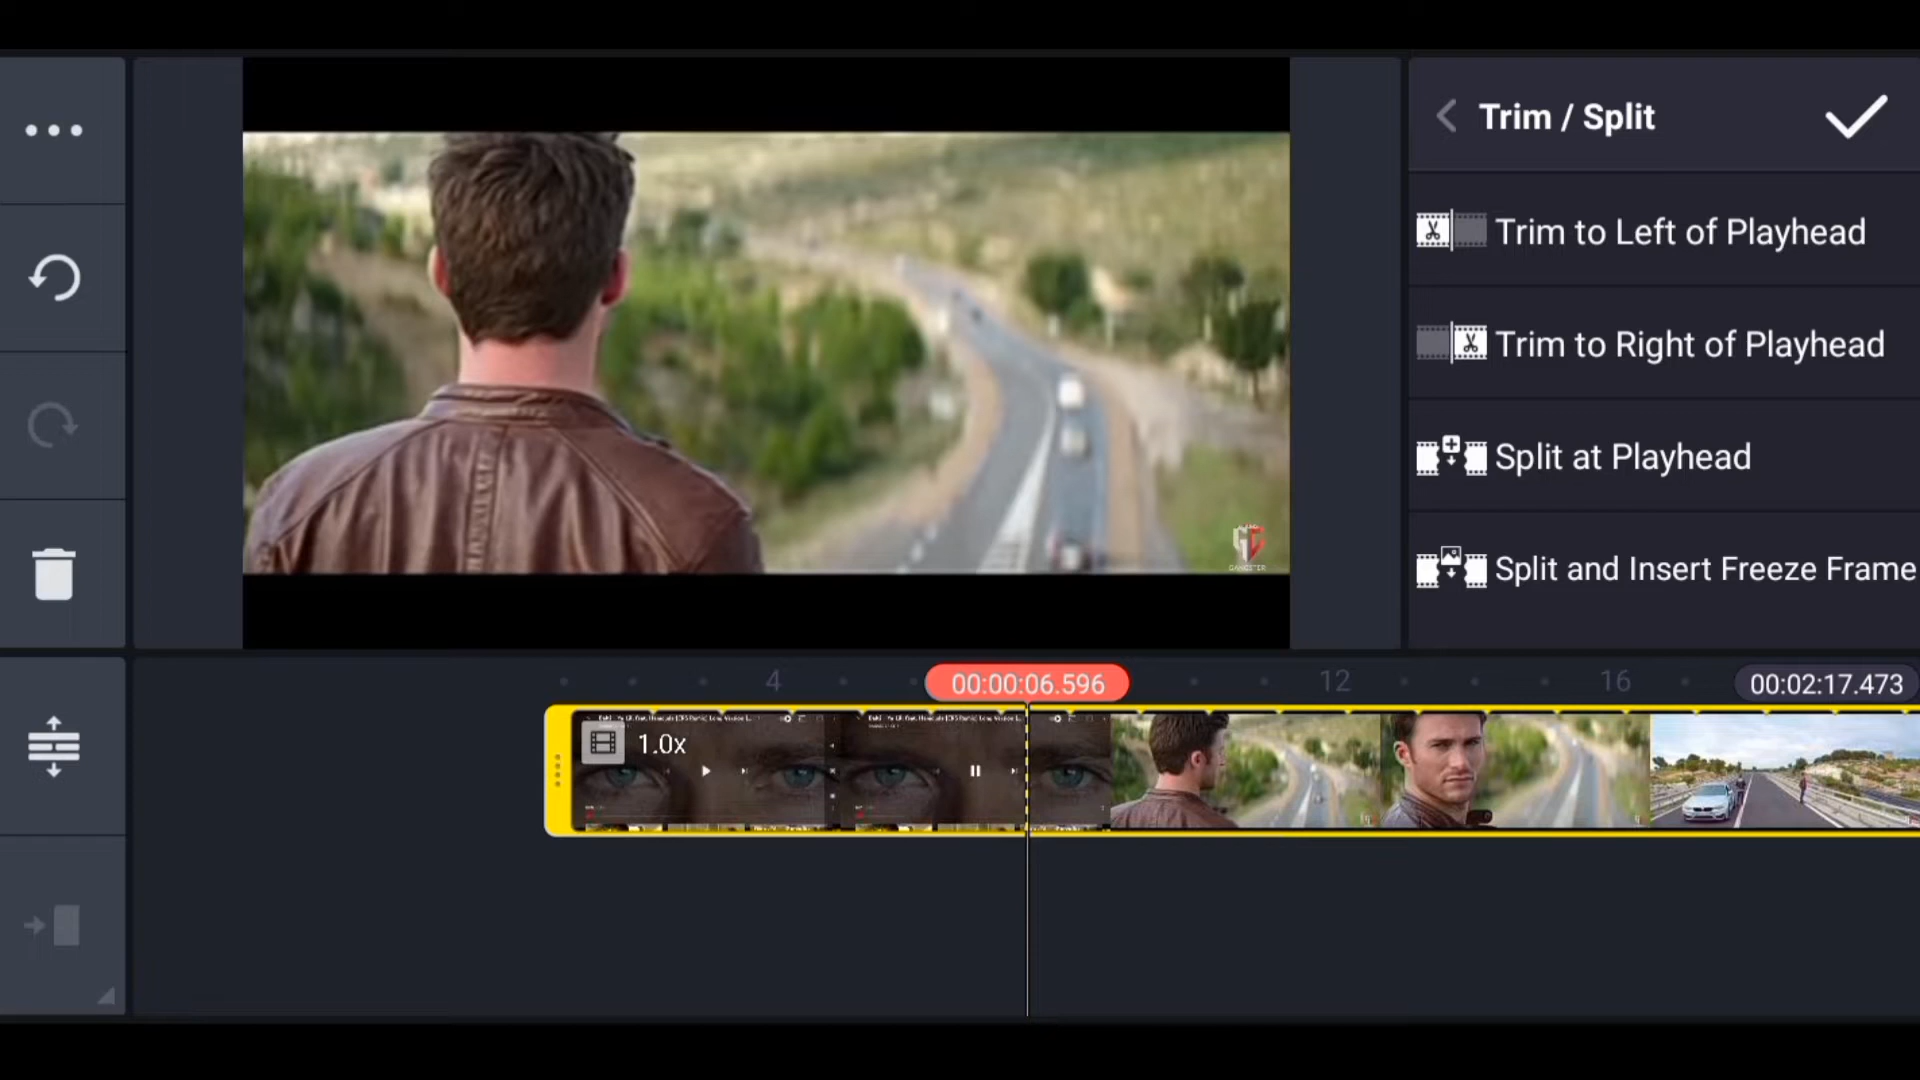 Trim / Split
Trim to Left of Playhead
Trim to Right of Playhead
Split at Playhead
Split and Insert Freeze Frame
GANGSTER
4
00:00:06.596
12
16
00:02:17.473
1.0x